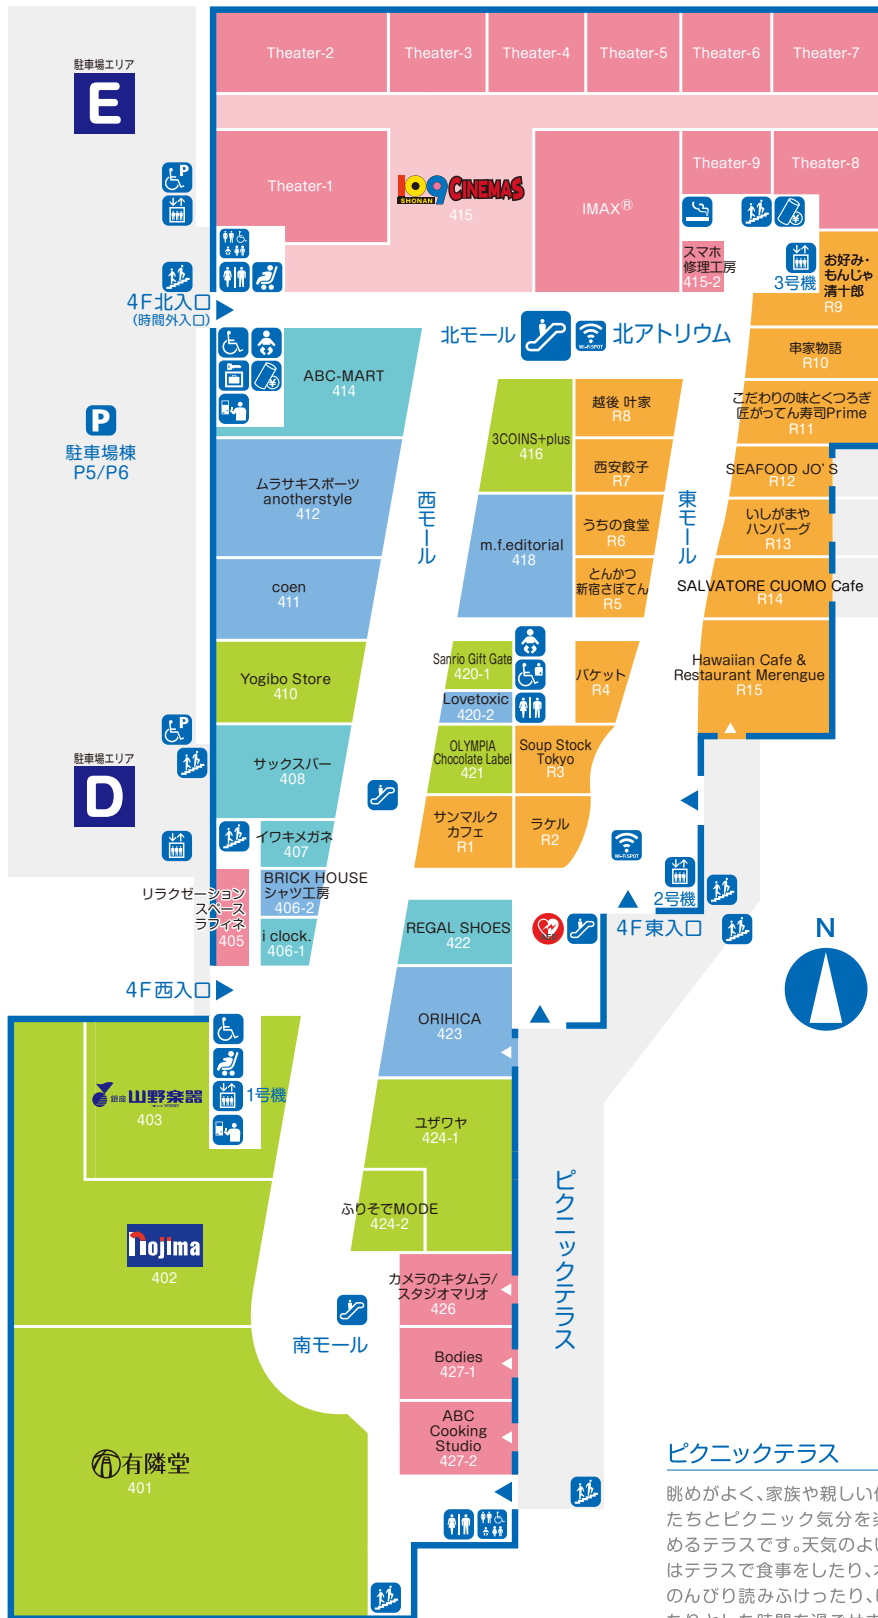 Theater-2
Theater-3
Theater-4
Theater-5
Theater-6
Theater-7
駐車場エリア
E
Theater-1
109 CINEMAS
SHONAN
415
IMAX®
Theater-9
Theater-8
スマホ
修理工房
415-2
3号機
お好み・
もんじゃ
清十郎
R9
4F北入口
(時間外入口)
北モール
Wi-Fi SPOT
北アトリウム
串家物語
R10
ABC-MART
414
3COINS+plus
416
越後 叶家
R8
こだわりの味とくつろぎ
匠がってん寿司Prime
R11
P
駐車場棟
P5/P6
ムラサキスポーツ
anotherstyle
412
西モール
西安餃子
R7
東モール
SEAFOOD JO'S
R12
m.f.editorial
418
うちの食堂
R6
いしがまや
ハンバーグ
R13
coen
411
とんかつ
新宿さぼてん
R5
SALVATORE CUOMO Cafe
R14
Yogibo Store
410
Sanrio Gift Gate
420-1
バケット
R4
Hawaiian Cafe &
Restaurant Merengue
R15
Lovetoxic
420-2
P
駐車場エリア
D
サックスバー
408
OLYMPIA
Chocolate Label
421
Soup Stock
Tokyo
R3
イワキメガネ
407
サンマルク
カフェ
R1
ラケル
R2
Wi-Fi SPOT
2号機
リラクゼーション
スペース
ラフィネ
405
BRICK HOUSE
シャツ工房
406-2
i clock.
406-1
REGAL SHOES
422
4F東入口
N
4F西入口
ORIHICA
423
銀座 山野楽器
403
1号機
ユザワヤ
424-1
ふりそでMODE
424-2
ピクニックテラス
nojima
402
カメラのキタムラ/
スタジオマリオ
426
南モール
Bodies
427-1
ABC
Cooking
Studio
427-2
有隣堂
401
ピクニックテラス
眺めがよく、家族や親しい
たちとピクニック気分を
めるテラスです。天気のよい
はテラスで食事をしたり、
のんびり読みふけったり、
たりとした時間を過ごせます